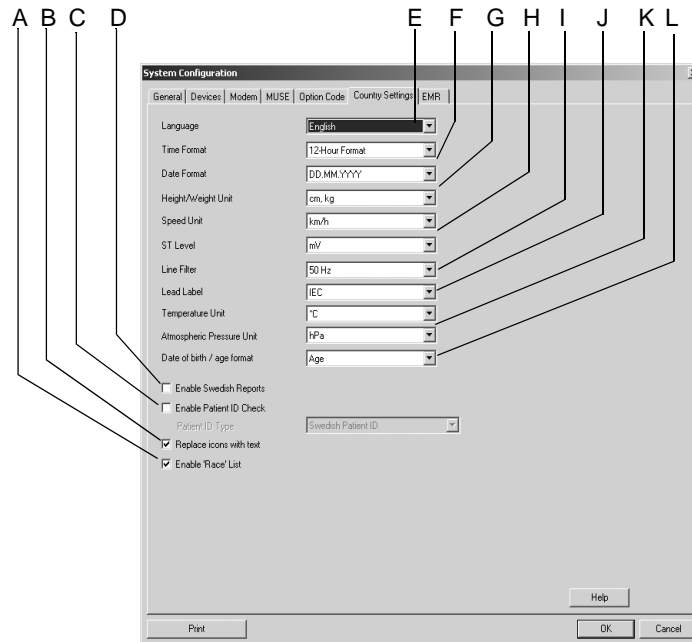 A B C D E F G H I J K L
System Configuration
General Devices Modem MUSE Option Code Country Settings EMR
Language English
Time Format 12-Hour Format
Date Format DD.MM.YYYY
Height/Weight Unit cm, kg
Speed Unit km/h
ST Level mV
Line Filter 50 Hz
Lead Label IEC
Temperature Unit °C
Atmospheric Pressure Unit hPa
Date of birth / age format Age
Enable Swedish Reports
Enable Patient ID Check
Patient ID Type Swedish Patient ID
Replace icons with text
Enable 'Race' List
Help
Print OK Cancel